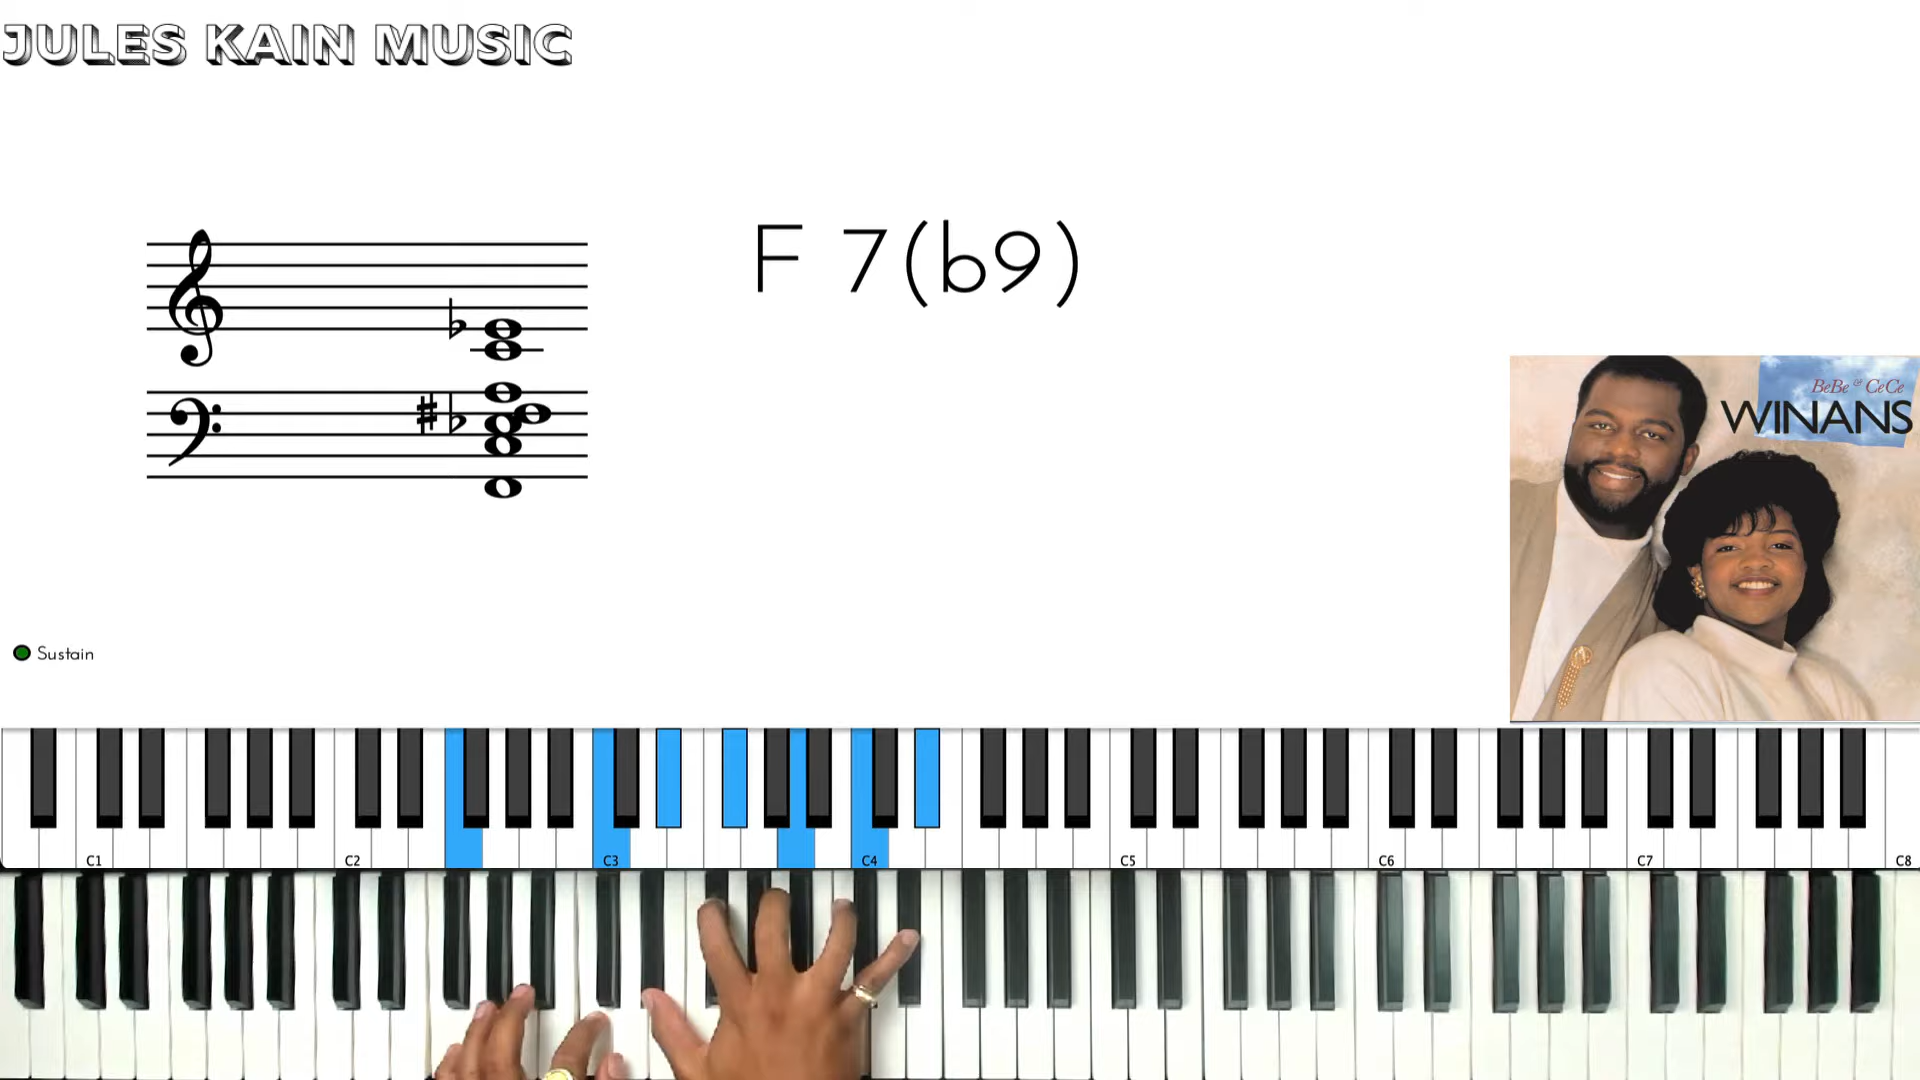 JULES KAIN MUSIC
F 7(b9)
BeBe & CeCe
WINANS
Sustain
C1 C2 C3 C4 C5 C6 C7 C8